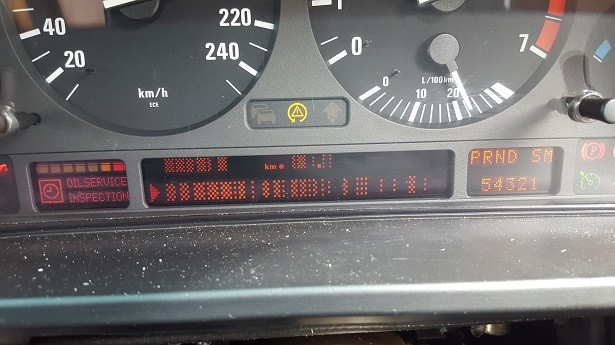 40
20
220
240
km/h
ECE
0
7
L/100km
0
10
20
km
PRND SM
54321
OILSERVICE
INSPECTION
P